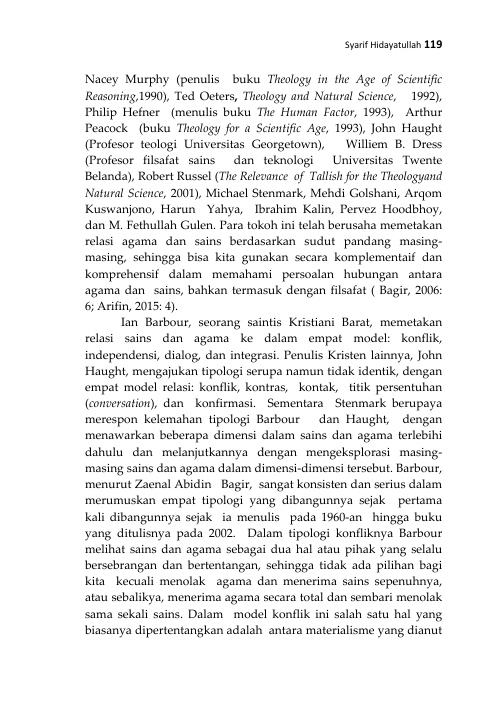 Syarif Hidayatullah 119
Nacey Murphy (penulis buku Theology in the Age of Scientific
Reasoning,1990), Ted Oeters, Theology and Natural Science, 1992),
Philip Hefner (menulis buku The Human Factor, 1993), Arthur
Peacock (buku Theology for a Scientific Age, 1993), John Haught
(Profesor teologi Universitas Georgetown), Williem B. Dress
(Profesor filsafat sains dan teknologi Universitas Twente
Belanda), Robert Russel (The Relevance of Tallish for the Theologyand
Natural Science, 2001), Michael Stenmark, Mehdi Golshani, Arqom
Kuswanjono, Harun Yahya, Ibrahim Kalin, Pervez Hoodbhoy,
dan M. Fethullah Gulen. Para tokoh ini telah berusaha memetakan
relasi agama dan sains berdasarkan sudut pandang masing-
masing, sehingga bisa kita gunakan secara komplementaif dan
komprehensif dalam memahami persoalan hubungan antara
agama dan sains, bahkan termasuk dengan filsafat ( Bagir, 2006:
6; Arifin, 2015: 4).
Ian Barbour, seorang saintis Kristiani Barat, memetakan
relasi sains dan agama ke dalam empat model: konflik,
independensi, dialog, dan integrasi. Penulis Kristen lainnya, John
Haught, mengajukan tipologi serupa namun tidak identik, dengan
empat model relasi: konflik, kontras, kontak, titik persentuhan
(conversation), dan konfirmasi. Sementara Stenmark berupaya
merespon kelemahan tipologi Barbour dan Haught, dengan
menawarkan beberapa dimensi dalam sains dan agama terlebihi
dahulu dan melanjutkannya dengan mengeksplorasi masing-
masing sains dan agama dalam dimensi-dimensi tersebut. Barbour,
menurut Zaenal Abidin Bagir, sangat konsisten dan serius dalam
merumuskan empat tipologi yang dibangunnya sejak pertama
kali dibangunnya sejak ia menulis pada 1960-an hingga buku
yang ditulisnya pada 2002. Dalam tipologi konfliknya Barbour
melihat sains dan agama sebagai dua hal atau pihak yang selalu
bersebrangan dan bertentangan, sehingga tidak ada pilihan bagi
kita kecuali menolak agama dan menerima sains sepenuhnya,
atau sebalikya, menerima agama secara total dan sembari menolak
sama sekali sains. Dalam model konflik ini salah satu hal yang
biasanya dipertentangkan adalah antara materialisme yang dianut